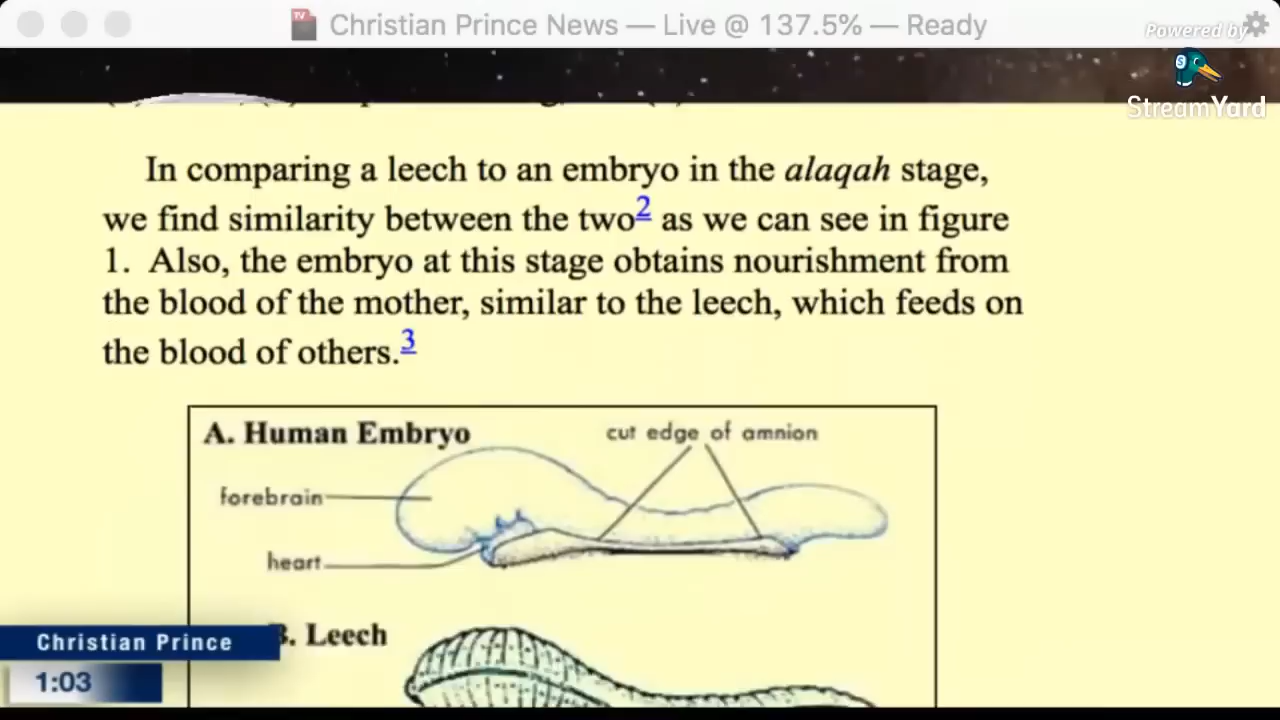 Christian Prince News — Live @ 137.5% — Ready
Powered by
StreamYard
In comparing a leech to an embryo in the alaqah stage,
we find similarity between the two2 as we can see in figure
1. Also, the embryo at this stage obtains nourishment from
the blood of the mother, similar to the leech, which feeds on
the blood of others.3
A. Human Embryo
cut edge of amnion
forebrain
heart
B. Leech
Christian Prince
1:03